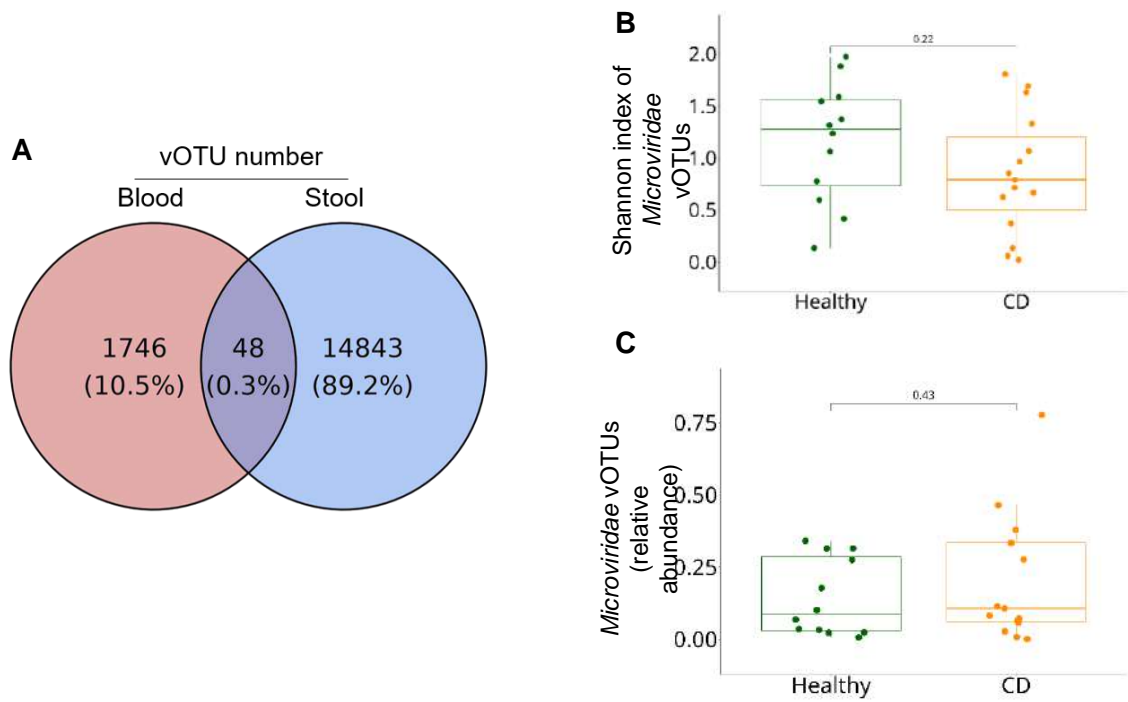 A
vOTU number
Blood
Stool
1746
(10.5%)
48
(0.3%)
14843
(89.2%)
B
Shannon index of
Microviridae
vOTUs
2.0
1.5
1.0
0.5
0.0
0.22
Healthy
CD
C
Microviridae vOTUs
(relative
abundance)
0.75
0.50
0.25
0.00
0.43
Healthy
CD